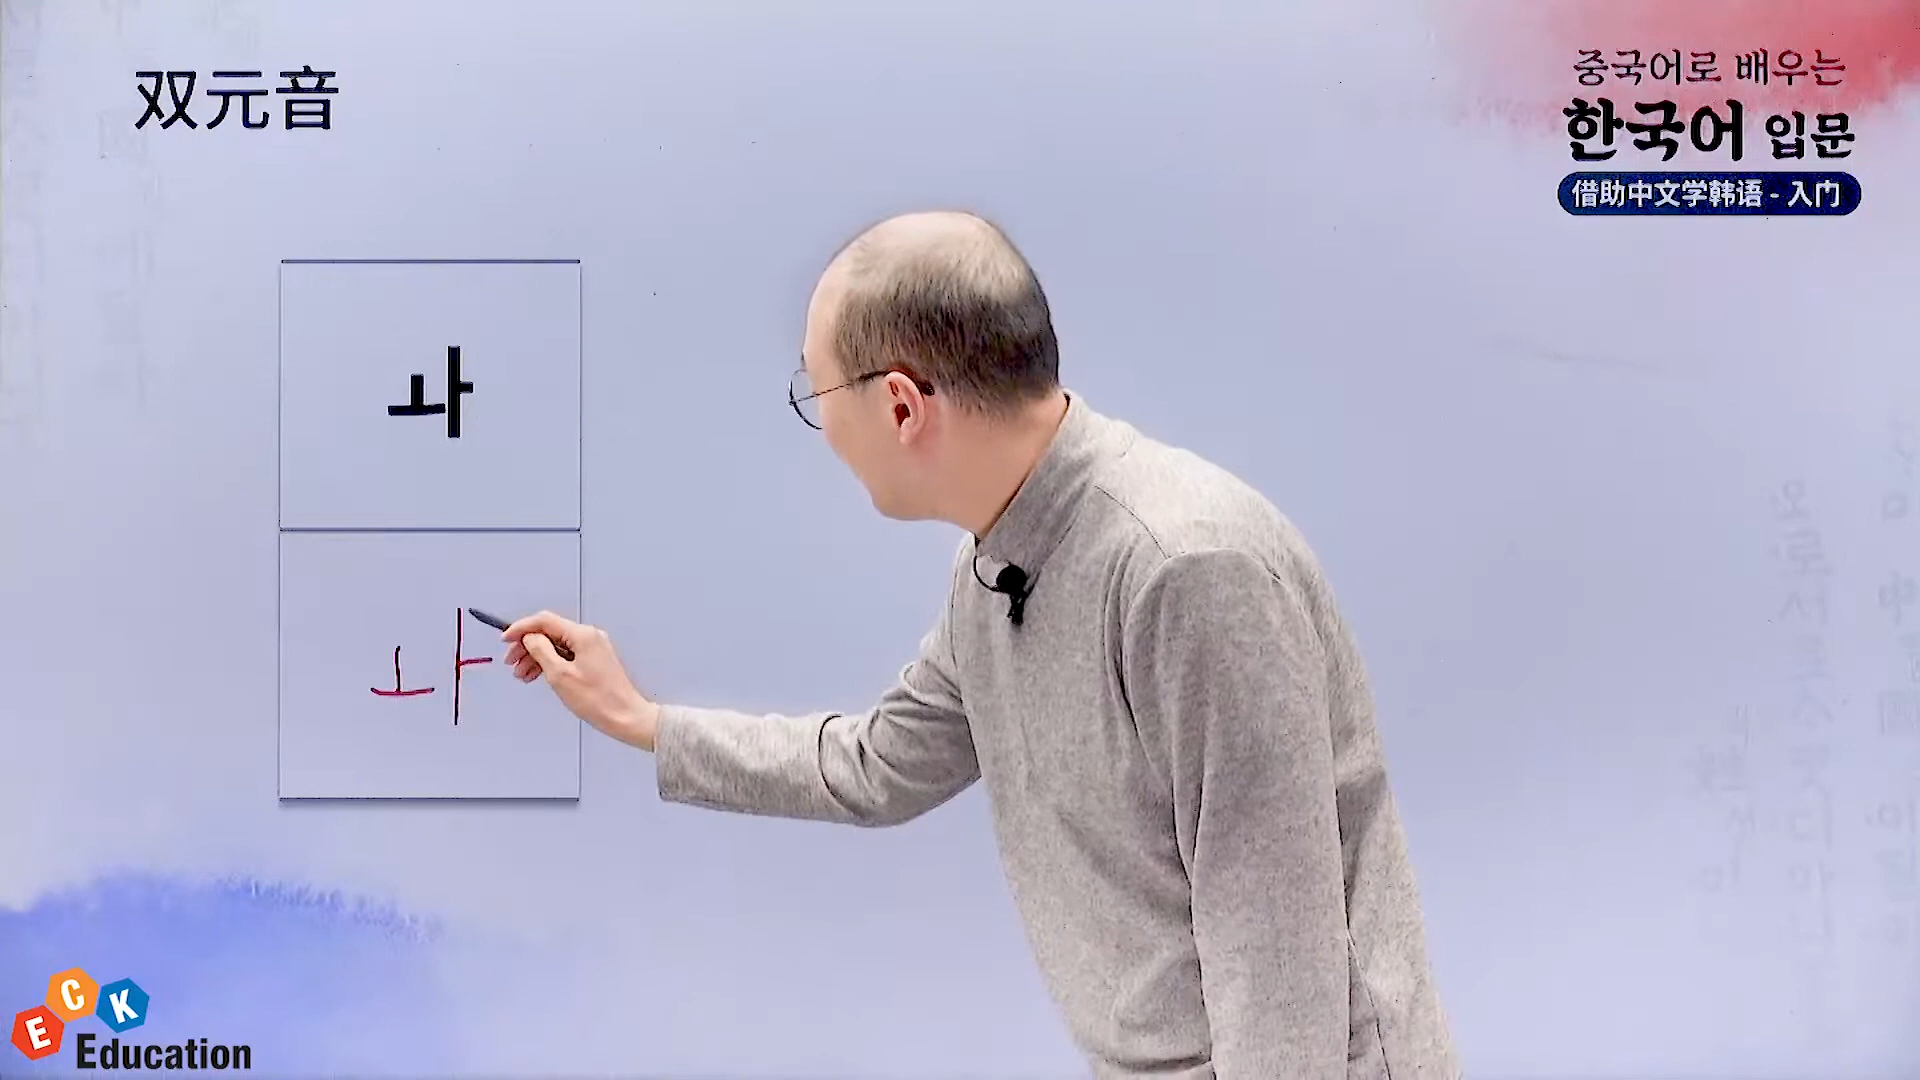 双元音
중국어로 배우는
한국어 입문
借助中文学韩语 - 入门
ㅘ
ㅘ
ECK
Education